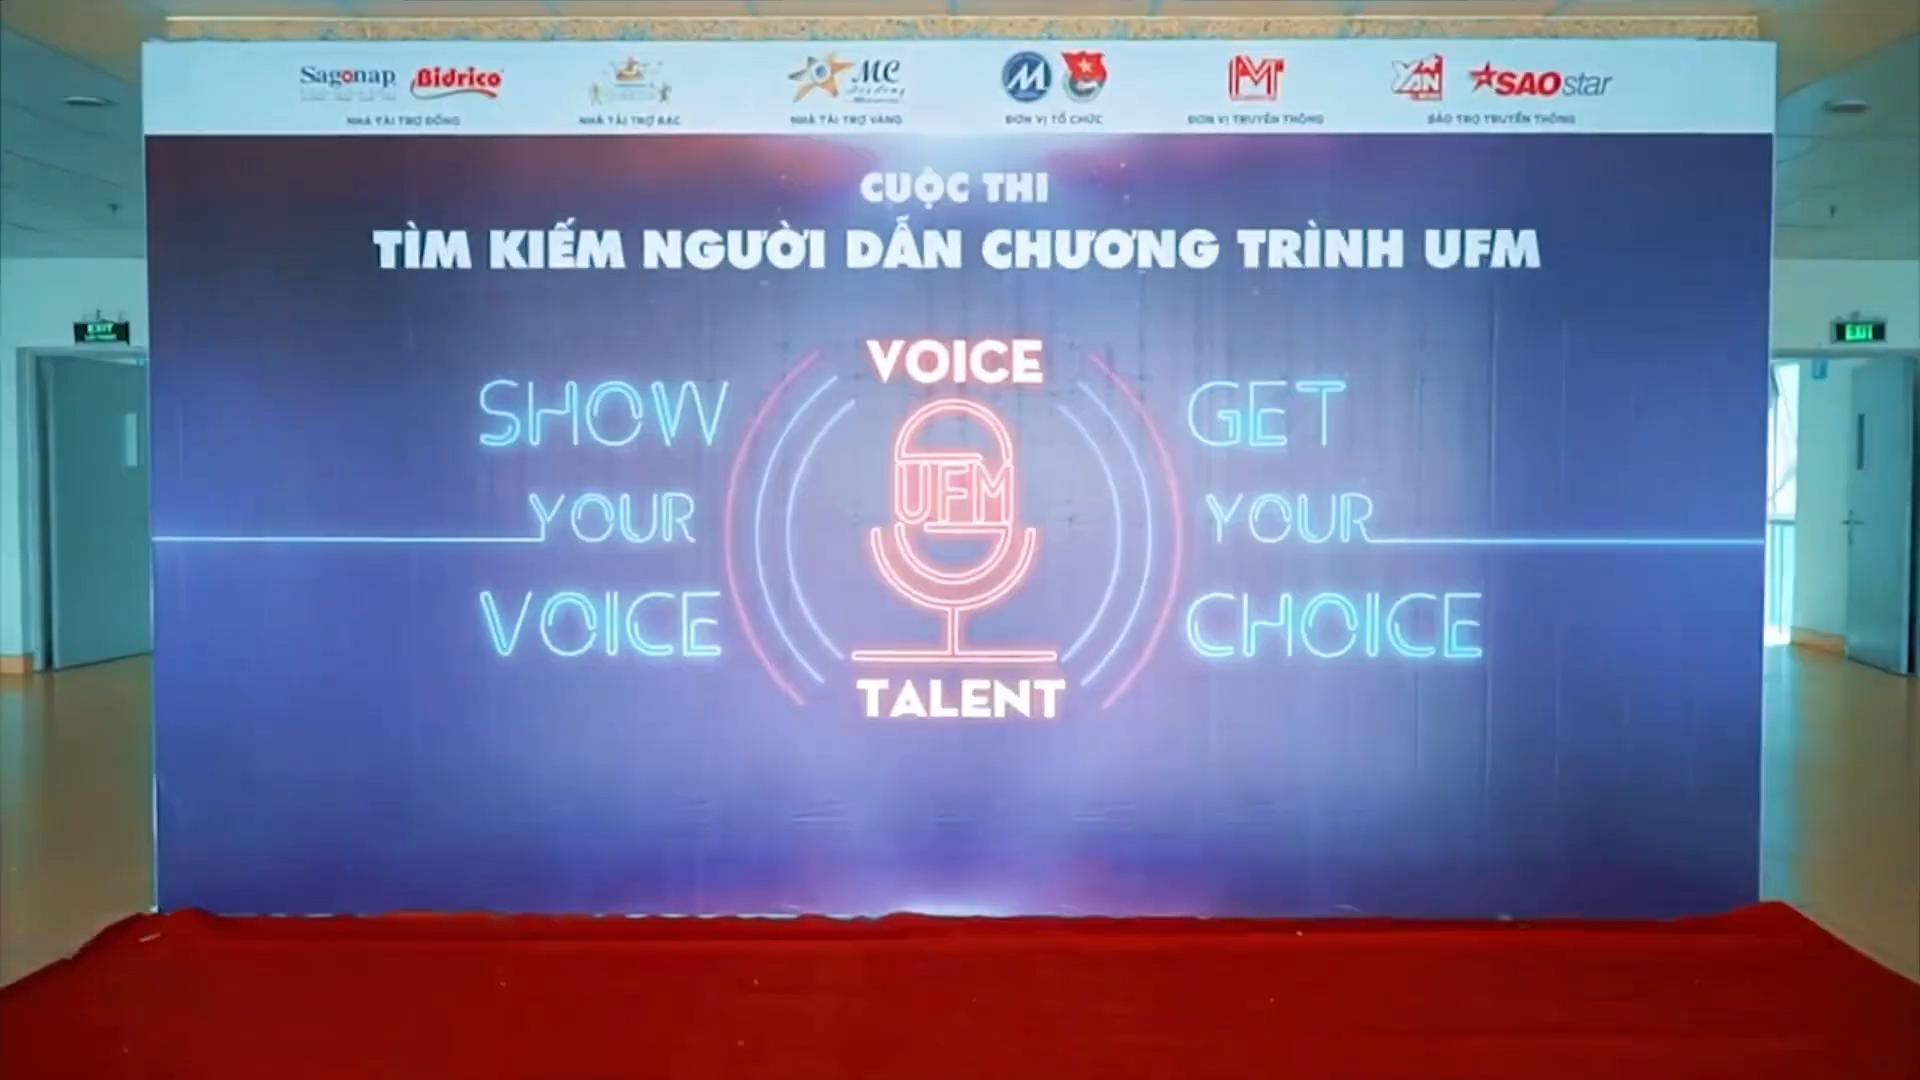 Sagonap Bidrico MC Academy YAN SAOstar
NHÀ TÀI TRỢ ĐỒNG NHÀ TÀI TRỢ BẠC NHÀ TÀI TRỢ VÀNG ĐƠN VỊ TỔ CHỨC ĐƠN VỊ TRUYỀN THÔNG BẢO TRỢ TRUYỀN THÔNG
CUỘC THI
TÌM KIẾM NGƯỜI DẪN CHƯƠNG TRÌNH UFM
EXIT
EXIT
VOICE
UFM
TALENT
SHOW
YOUR
VOICE
GET
YOUR
CHOICE